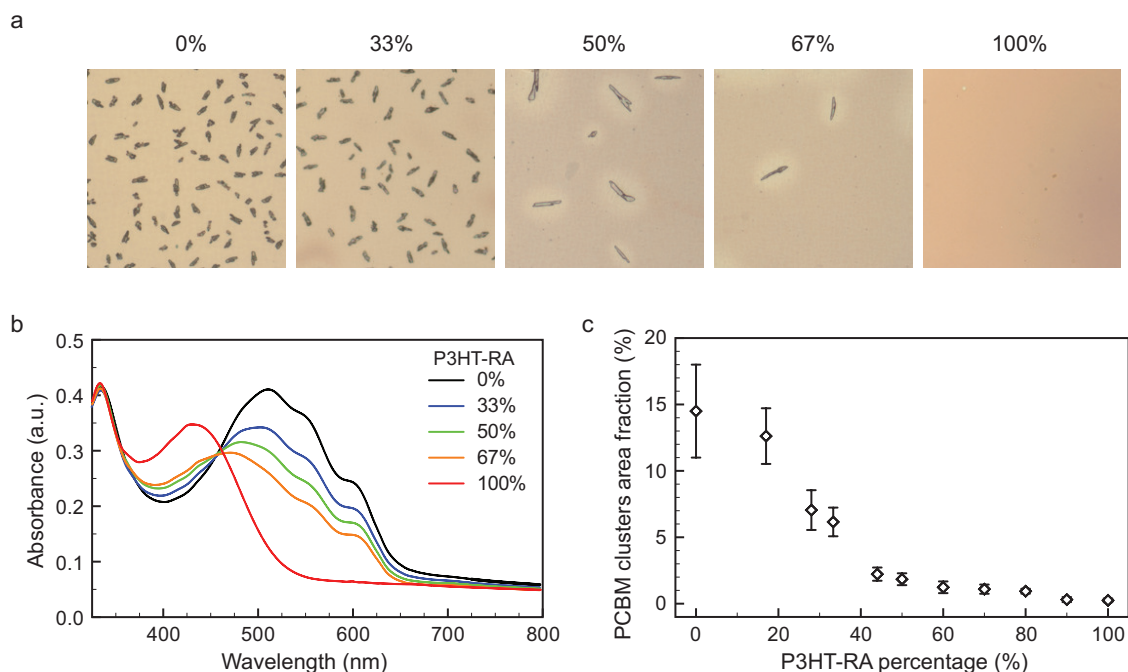 a
0% 33% 50% 67% 100%
b
0.5
0.4
0.3
0.2
0.1
0.0
Absorbance (a.u.)
400 500 600 700 800
Wavelength (nm)
P3HT-RA
0%
33%
50%
67%
100%
c
20
15
10
5
0
PCBM clusters area fraction (%)
0 20 40 60 80 100
P3HT-RA percentage (%)